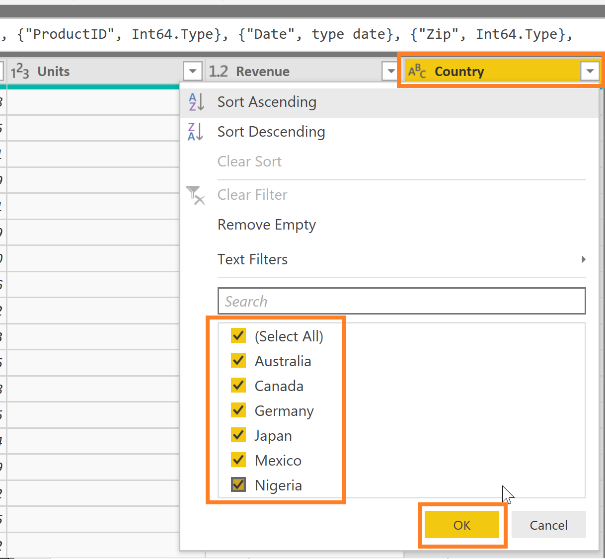 , {"ProductID", Int64.Type}, {"Date", type date}, {"Zip", Int64.Type},
1²3 Units 1.2 Revenue ABC Country
Sort Ascending
Sort Descending
Clear Sort
Clear Filter
Remove Empty
Text Filters
Search
(Select All)
Australia
Canada
Germany
Japan
Mexico
Nigeria
OK Cancel